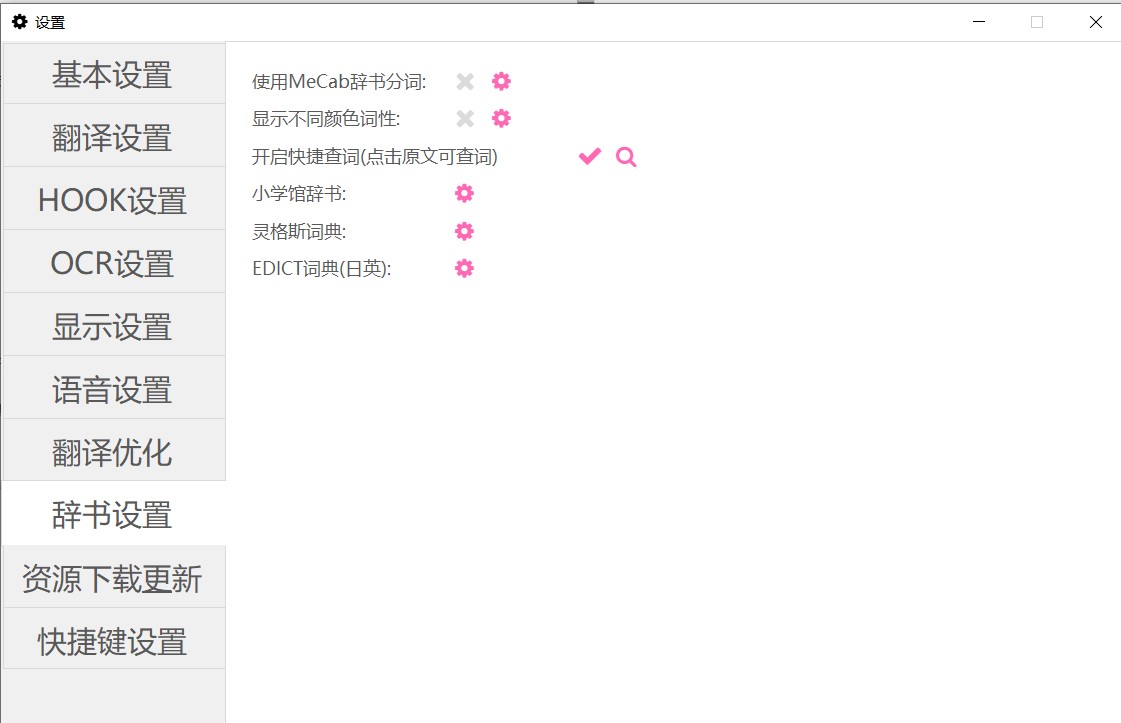 设置
基本设置
翻译设置
HOOK设置
OCR设置
显示设置
语音设置
翻译优化
辞书设置
资源下载更新
快捷键设置
使用MeCab辞书分词:
显示不同颜色词性:
开启快捷查词(点击原文可查词)
小学馆辞书:
灵格斯词典:
EDICT词典(日英):